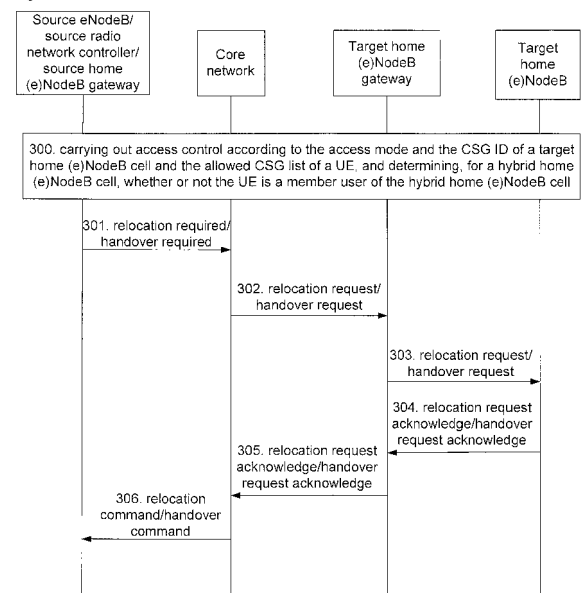 Source eNodeB/
source radio
network controller/
source home
(e)NodeB gateway
Core
network
Target home
(e)NodeB
gateway
Target
home
(e)NodeB
300. carrying out access control according to the access mode and the CSG ID of a target
home (e)NodeB cell and the allowed CSG list of a UE, and determining, for a hybrid home
(e)NodeB cell, whether or not the UE is a member user of the hybrid home (e)NodeB cell
301. relocation required/
handover required
302. relocation request/
handover request
303. relocation request/
handover request
304. relocation request
acknowledge/handover
request acknowledge
305. relocation request
acknowledge/handover
request acknowledge
306. relocation
command/handover
command